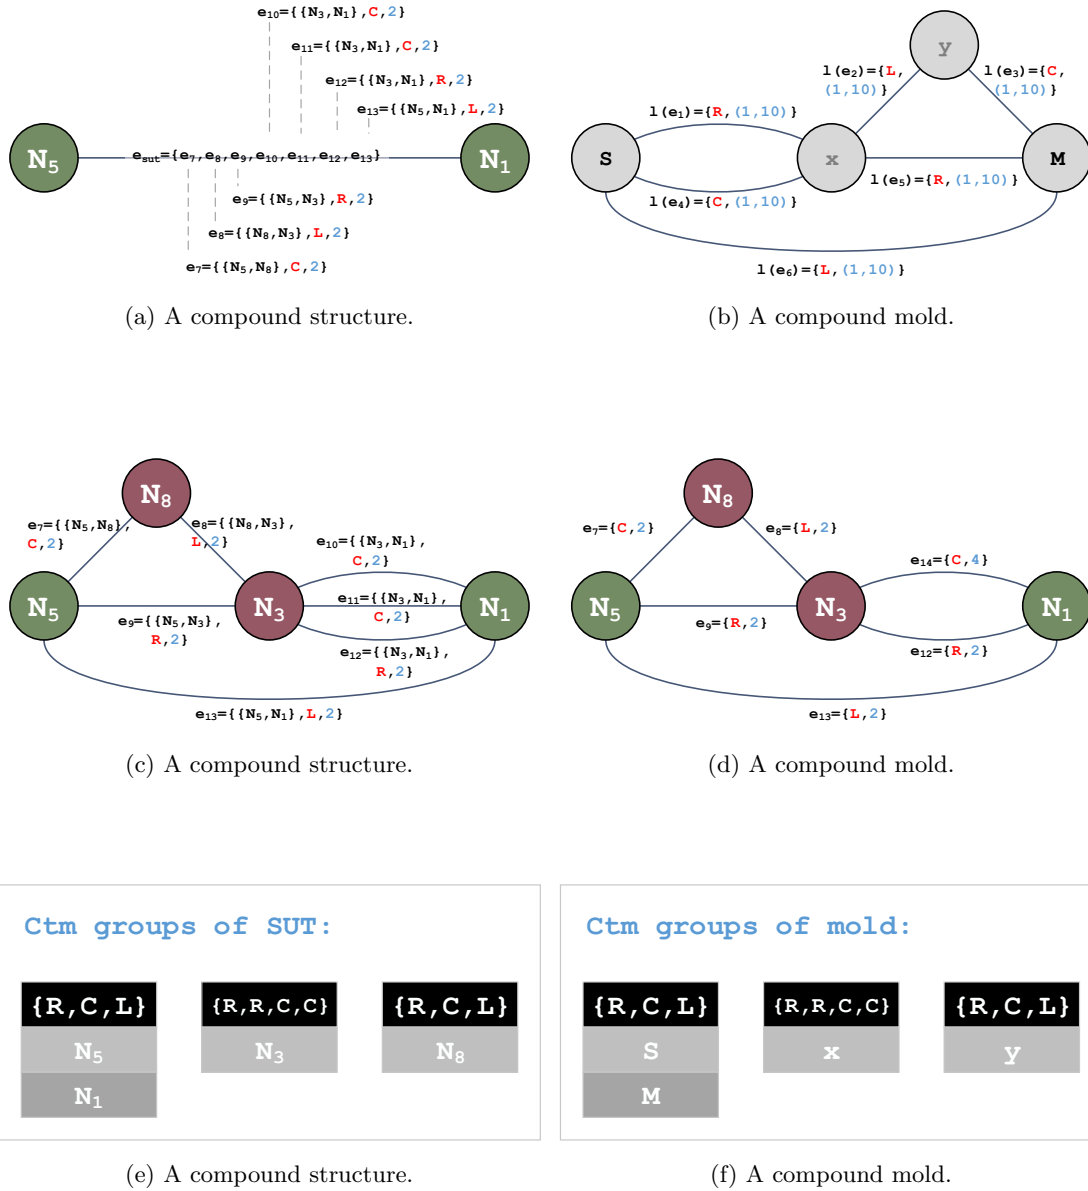 e₁₀={{N₃,N₁},C,2}
e₁₁={{N₃,N₁},C,2}
e₁₂={{N₃,N₁},R,2}
e₁₃={{N₅,N₁},L,2}
N₅
eₛᵤₜ={e₇,e₈,e₉,e₁₀,e₁₁,e₁₂,e₁₃}
N₁
e₉={{N₅,N₃},R,2}
e₈={{N₈,N₃},L,2}
e₇={{N₅,N₈},C,2}
(a) A compound structure.
y
l(e₂)={L,
(1,10)}
l(e₃)={C,
(1,10)}
l(e₁)={R,(1,10)}
S
x
M
l(e₅)={R,(1,10)}
l(e₄)={C,(1,10)}
l(e₆)={L,(1,10)}
(b) A compound mold.
N₈
e₇={{N₅,N₈},
C,2}
e₈={{N₈,N₃},
L,2}
e₁₀={{N₃,N₁},
C,2}
N₅
N₃
e₁₁={{N₃,N₁},
C,2}
N₁
e₉={{N₅,N₃},
R,2}
e₁₂={{N₃,N₁},
R,2}
e₁₃={{N₅,N₁},L,2}
(c) A compound structure.
N₈
e₇={C,2}
e₈={L,2}
e₁₄={C,4}
N₅
N₃
N₁
e₉={R,2}
e₁₂={R,2}
e₁₃={L,2}
(d) A compound mold.
Ctm groups of SUT:
{R,C,L}
N₅
N₁
{R,R,C,C}
N₃
{R,C,L}
N₈
(e) A compound structure.
Ctm groups of mold:
{R,C,L}
S
M
{R,R,C,C}
x
{R,C,L}
y
(f) A compound mold.